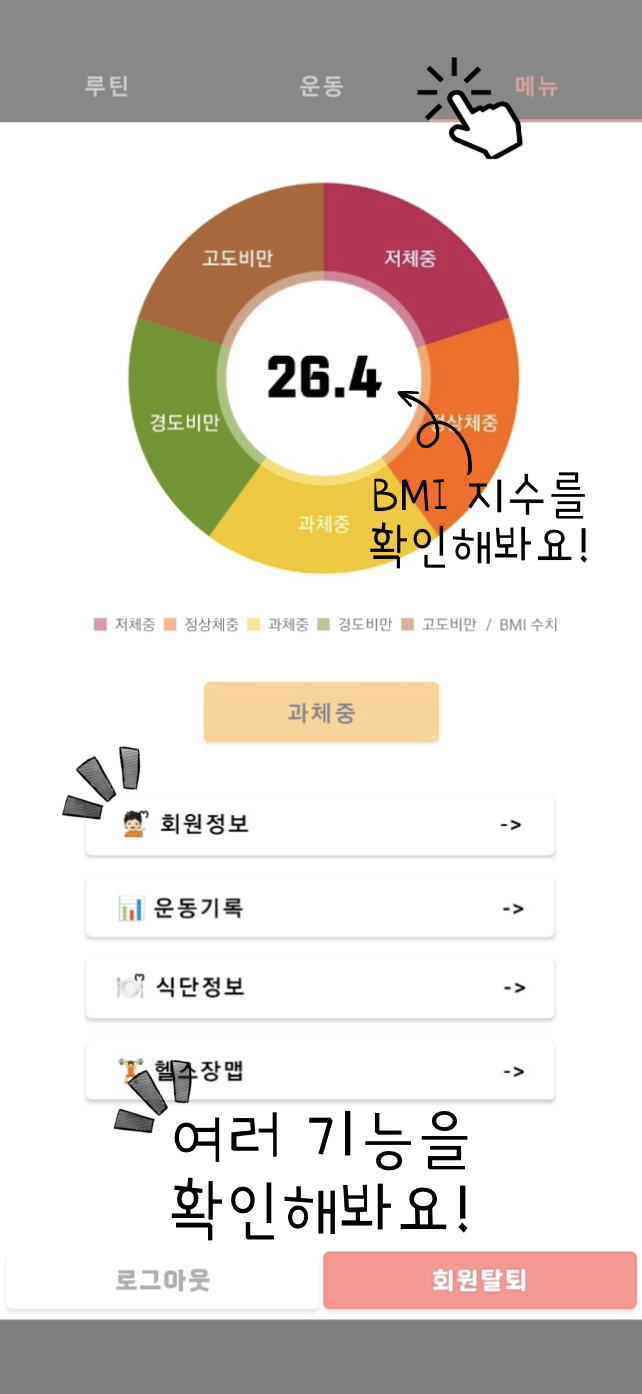 루틴 운동 메뉴
고도비만 저체중
26.4
경도비만 정상체중
BMI 지수를
확인해봐요!
과체중
저체중 정상체중 과체중 경도비만 고도비만 / BMI 수치
과체중
회원정보 ->
운동기록 ->
식단정보 ->
헬스장맵 ->
여러 기능을
확인해봐요!
로그아웃 회원탈퇴